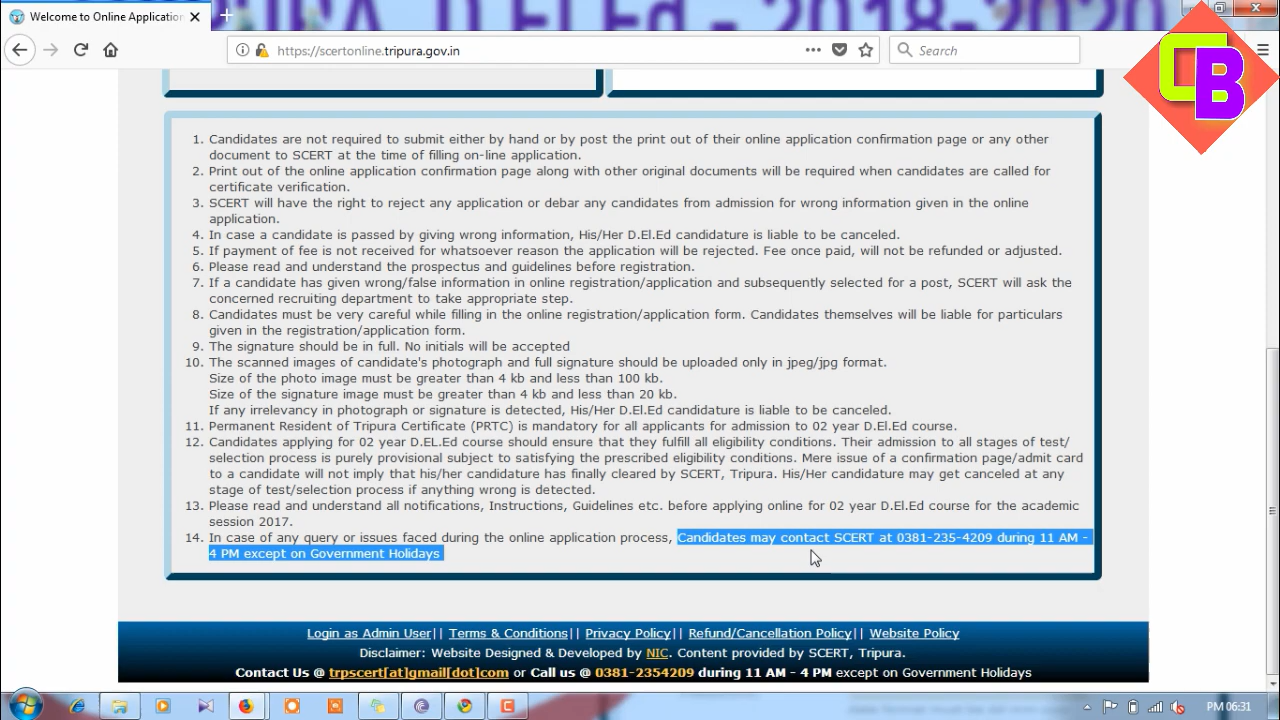 TRIPURA D.El.Ed - 2018-2020
Welcome to Online Application
https://scertonline.tripura.gov.in
Search
CB
1. Candidates are not required to submit either by hand or by post the print out of their online application confirmation page or any other
document to SCERT at the time of filling on-line application.
2. Print out of the online application confirmation page along with other original documents will be required when candidates are called for
certificate verification.
3. SCERT will have the right to reject any application or debar any candidates from admission for wrong information given in the online
application.
4. In case a candidate is passed by giving wrong information, His/Her D.El.Ed candidature is liable to be canceled.
5. If payment of fee is not received for whatsoever reason the application will be rejected. Fee once paid, will not be refunded or adjusted.
6. Please read and understand the prospectus and guidelines before registration.
7. If a candidate has given wrong/false information in online registration/application and subsequently selected for a post, SCERT will ask the
concerned recruiting department to take appropriate step.
8. Candidates must be very careful while filling in the online registration/application form. Candidates themselves will be liable for particulars
given in the registration/application form.
9. The signature should be in full. No initials will be accepted
10. The scanned images of candidate's photograph and full signature should be uploaded only in jpeg/jpg format.
Size of the photo image must be greater than 4 kb and less than 100 kb.
Size of the signature image must be greater than 4 kb and less than 20 kb.
If any irrelevancy in photograph or signature is detected, His/Her D.El.Ed candidature is liable to be canceled.
11. Permanent Resident of Tripura Certificate (PRTC) is mandatory for all applicants for admission to 02 year D.El.Ed course.
12. Candidates applying for 02 year D.EL.Ed course should ensure that they fulfill all eligibility conditions. Their admission to all stages of test/
selection process is purely provisional subject to satisfying the prescribed eligibility conditions. Mere issue of a confirmation page/admit card
to a candidate will not imply that his/her candidature has finally cleared by SCERT, Tripura. His/Her candidature may get canceled at any
stage of test/selection process if anything wrong is detected.
13. Please read and understand all notifications, Instructions, Guidelines etc. before applying online for 02 year D.El.Ed course for the academic
session 2017.
14. In case of any query or issues faced during the online application process, Candidates may contact SCERT at 0381-235-4209 during 11 AM -
4 PM except on Government Holidays
Login as Admin User|| Terms & Conditions|| Privacy Policy|| Refund/Cancellation Policy|| Website Policy
Disclaimer: Website Designed & Developed by NIC. Content provided by SCERT, Tripura.
Contact Us @ trpscert[at]gmail[dot]com or Call us @ 0381-2354209 during 11 AM - 4 PM except on Government Holidays
PM 06:31